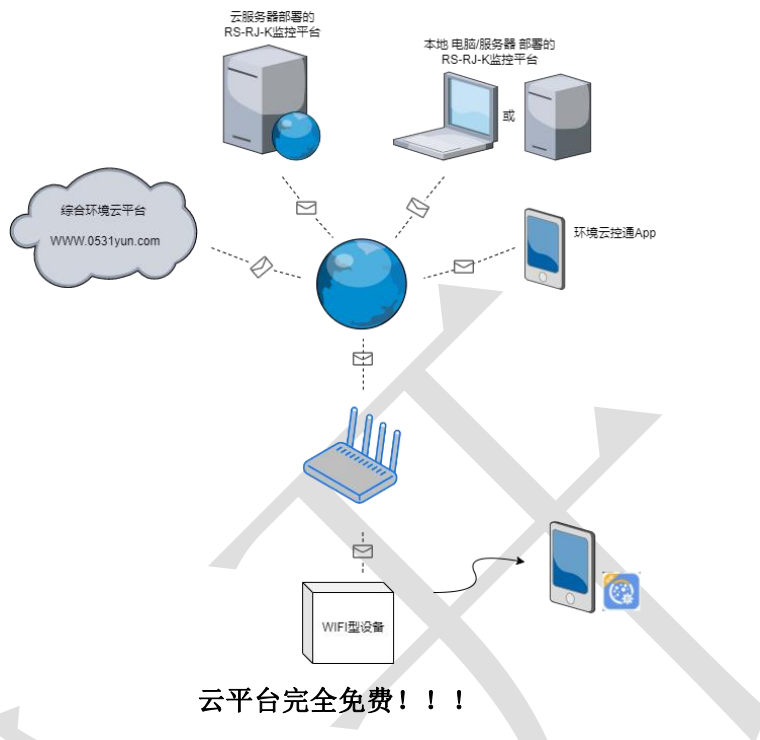 云服务器部署的
RS-RJ-K监控平台
本地 电脑/服务器 部署的
RS-RJ-K监控平台
或
综合环境云平台
WWW.0531yun.com
环境云控通App
WIFI型设备
云平台完全免费！！！